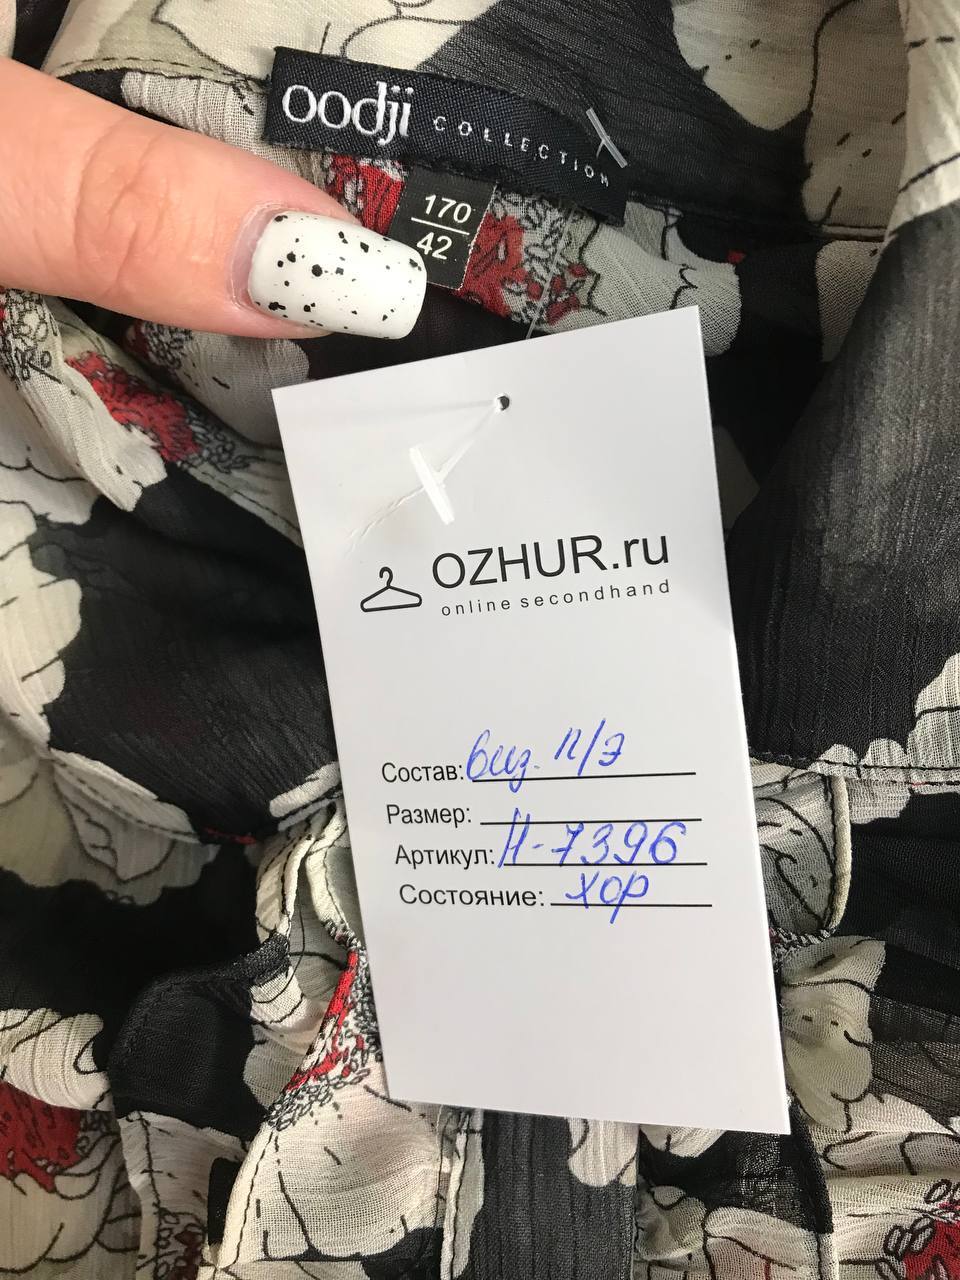 oodji COLLECTION
170
42
OZHUR.ru
online secondhand
Состав: виз. п/э
Размер:
Артикул: Н-7396
Состояние: хор